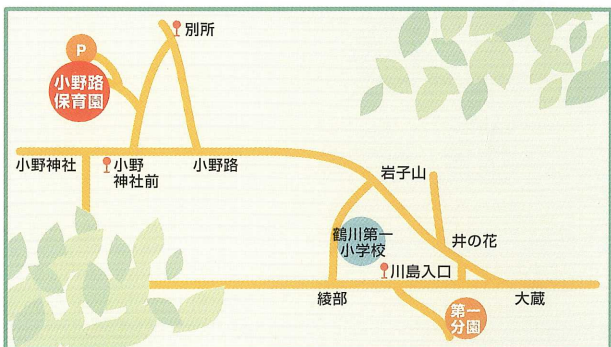 別所
P
小野路
保育園
小野神社
小野
神社前
小野路
岩子山
鶴川第一
小学校
井の花
川島入口
綾部
大蔵
第一
分園